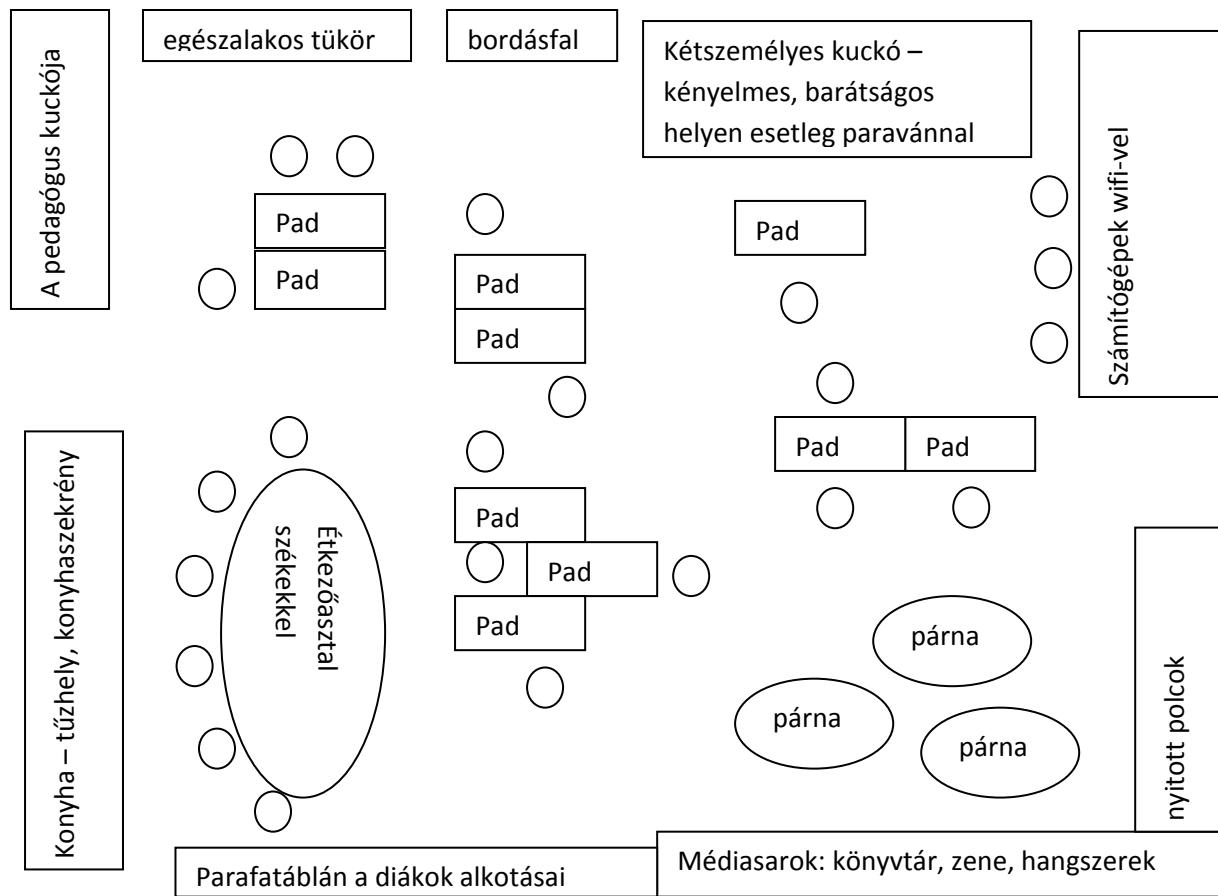 A pedagógus kuckója
egészalakos tükör
bordásfal
Kétszemélyes kuckó –
kényelmes, barátságos
helyen esetleg paravánnal
Számítógépek wifi-vel
Pad
Pad
Pad
Pad
Pad
Pad
Pad
Konyha – tűzhely, konyhaszekrény
Étkezőasztal
székekkel
Pad
Pad
Pad
párna
párna
párna
nyitott polcok
Parafatáblán a diákok alkotásai
Médiasarok: könyvtár, zene, hangszerek